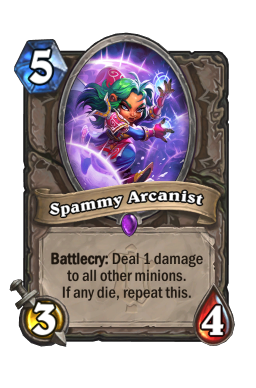 5
Spammy Arcanist
Battlecry: Deal 1 damage
to all other minions.
If any die, repeat this.
3
4